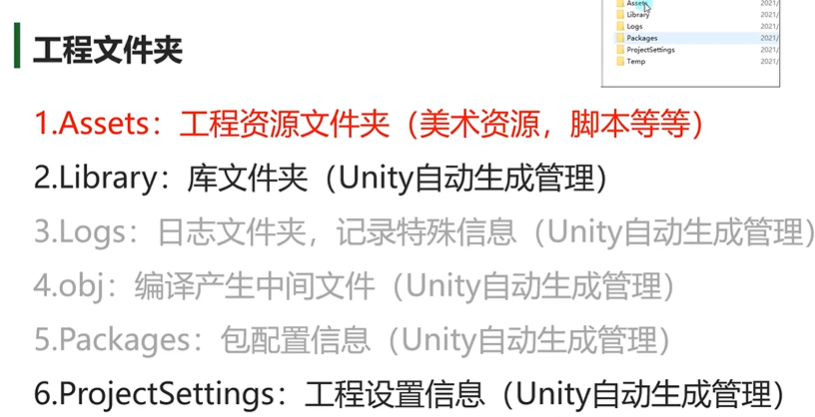 Assets 2021/
Library 2021/
Logs 2021/
Packages 2021/
ProjectSettings 2021/
Temp 2021/
工程文件夹
1.Assets：工程资源文件夹（美术资源，脚本等等）
2.Library：库文件夹（Unity自动生成管理）
3.Logs：日志文件夹，记录特殊信息（Unity自动生成管理）
4.obj：编译产生中间文件（Unity自动生成管理）
5.Packages：包配置信息（Unity自动生成管理）
6.ProjectSettings：工程设置信息（Unity自动生成管理）